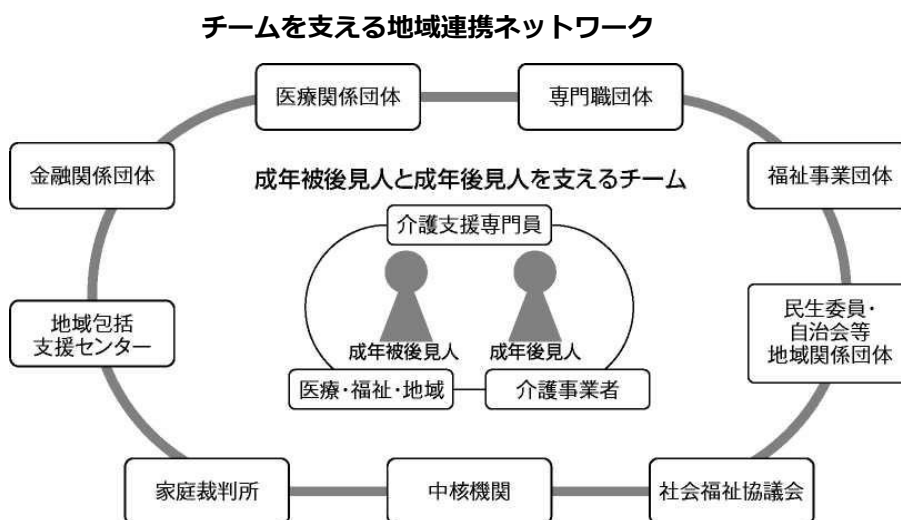 チームを支える地域連携ネットワーク
医療関係団体
専門職団体
金融関係団体
成年被後見人と成年後見人を支えるチーム
福祉事業団体
介護支援専門員
地域包括
支援センター
成年被後見人
成年後見人
民生委員・
自治会等
地域関係団体
医療・福祉・地域
介護事業者
家庭裁判所
中核機関
社会福祉協議会